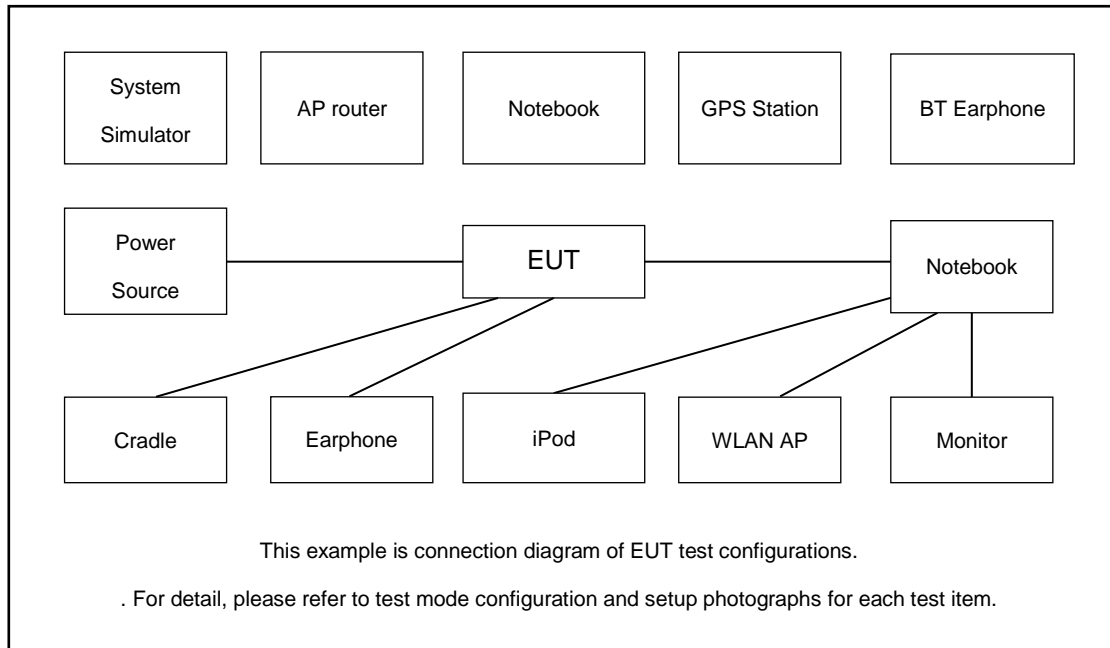 System
Simulator
AP router
Notebook
GPS Station
BT Earphone
Power
Source
EUT
Notebook
Cradle
Earphone
iPod
WLAN AP
Monitor
This example is connection diagram of EUT test configurations.
. For detail, please refer to test mode configuration and setup photographs for each test item.